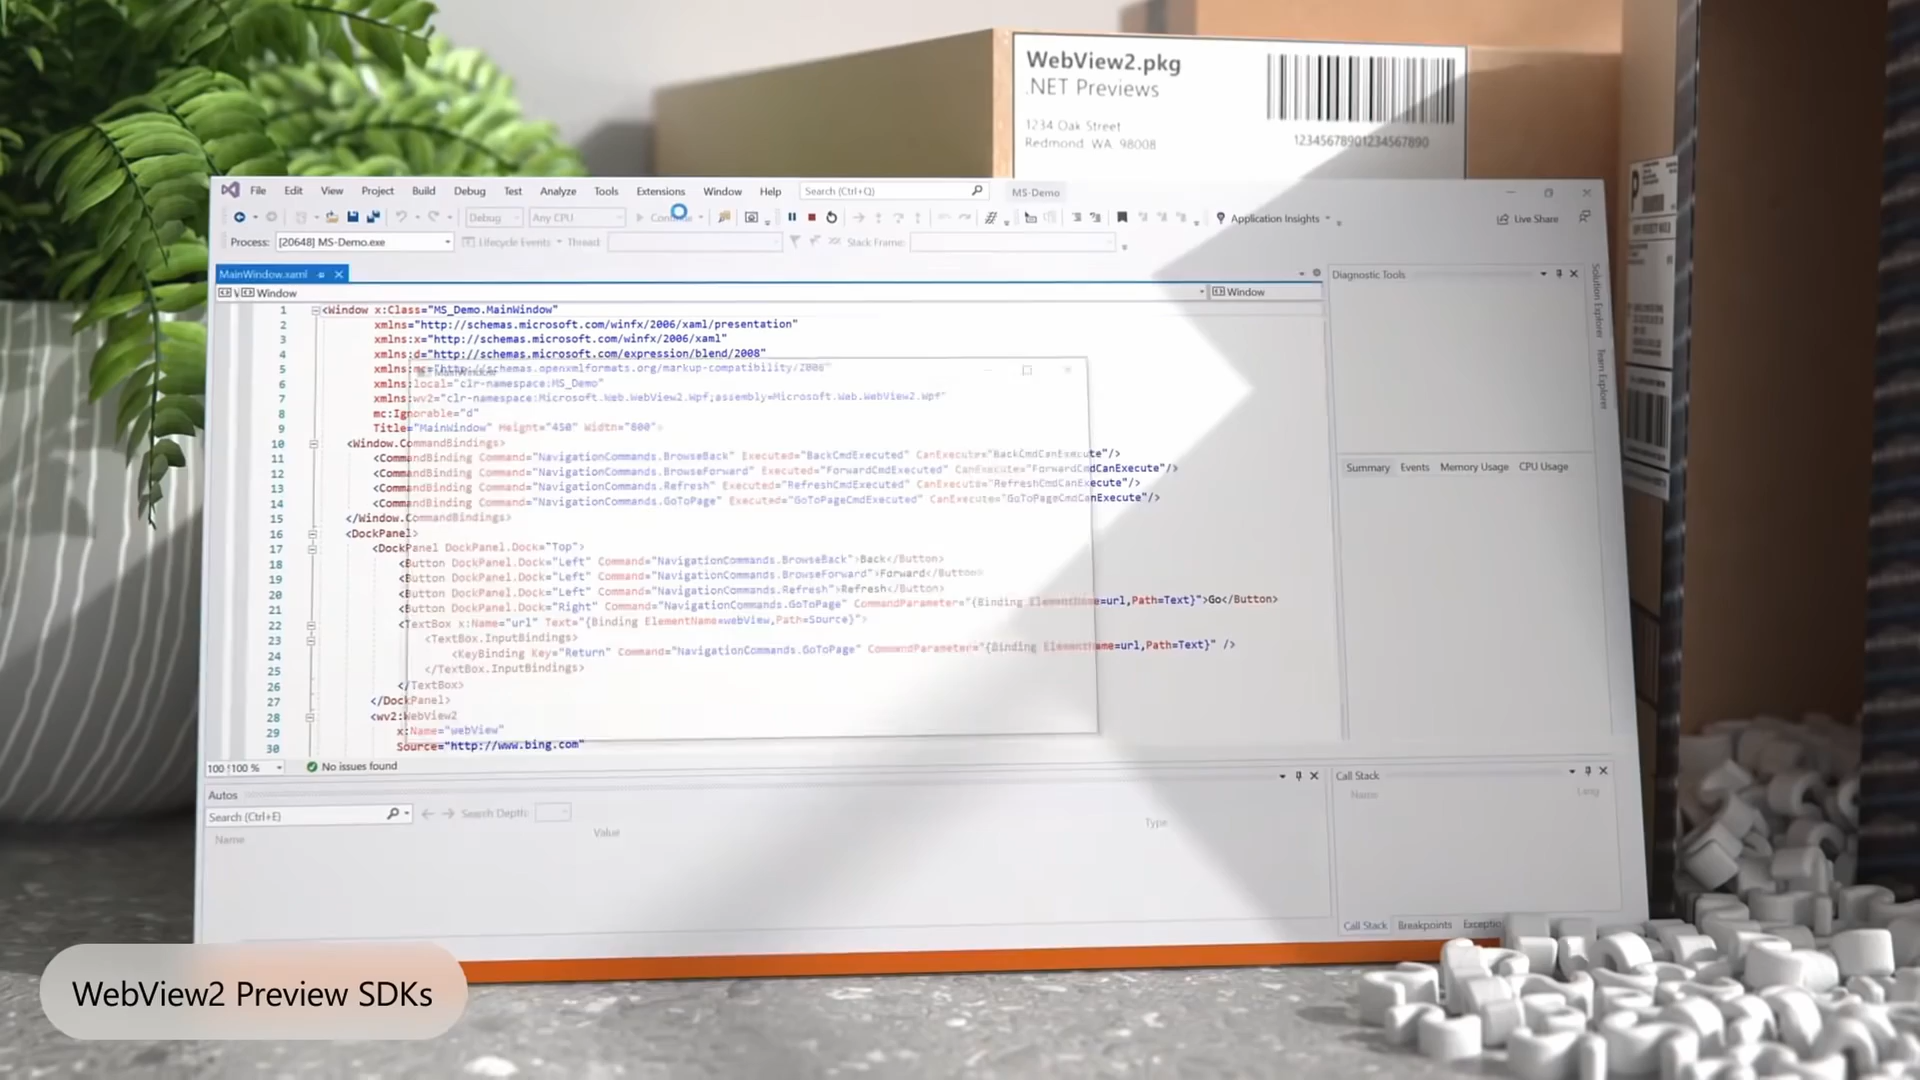 WebView2.pkg
.NET Previews
1234 Oak Street
Redmond WA. 98008
12345678901234567890
File Edit View Project Build Debug Test Analyze Tools Extensions Window Help Search (Ctrl+Q) MS-Demo
Debug Any CPU Application Insights Live Share
Process: [20648] MS-Demo.exe Lifecycle Events Thread: Stack Frame:
MainWindow.xaml
Window Window
Diagnostic Tools
Solution Explorer
Team Explorer
1 <Window x:Class="MS_Demo.MainWindow"
2 xmlns="http://schemas.microsoft.com/winfx/2006/xaml/presentation"
3 xmlns:x="http://schemas.microsoft.com/winfx/2006/xaml"
4 xmlns:d="http://schemas.microsoft.com/expression/blend/2008"
5 xmlns:mc="http://schemas.openxmlformats.org/markup-compatibility/2006"
MainWindow
6 xmlns:local="clr-namespace:MS_Demo"
7 xmlns:wv2="clr-namespace:Microsoft.Web.WebView2.Wpf;assembly=Microsoft.Web.WebView2.Wpf"
8 mc:Ignorable="d"
9 Title="MainWindow" Height="450" Width="800">
10 <Window.CommandBindings>
11 <CommandBinding Command="NavigationCommands.BrowseBack" Executed="BackCmdExecuted" CanExecute="BackCmdCanExecute"/>
12 <CommandBinding Command="NavigationCommands.BrowseForward" Executed="ForwardCmdExecuted" CanExecute="ForwardCmdCanExecute"/>
13 <CommandBinding Command="NavigationCommands.Refresh" Executed="RefreshCmdExecuted" CanExecute="RefreshCmdCanExecute"/>
14 <CommandBinding Command="NavigationCommands.GoToPage" Executed="GoToPageCmdExecuted" CanExecute="GoToPageCmdCanExecute"/>
15 </Window.CommandBindings>
16 <DockPanel>
17 <DockPanel DockPanel.Dock="Top">
18 <Button DockPanel.Dock="Left" Command="NavigationCommands.BrowseBack">Back</Button>
19 <Button DockPanel.Dock="Left" Command="NavigationCommands.BrowseForward">Forward</Button>
20 <Button DockPanel.Dock="Left" Command="NavigationCommands.Refresh">Refresh</Button>
21 <Button DockPanel.Dock="Right" Command="NavigationCommands.GoToPage" CommandParameter="{Binding ElementName=url,Path=Text}">Go</Button>
22 <TextBox x:Name="url" Text="{Binding ElementName=webView,Path=Source}">
23 <TextBox.InputBindings>
24 <KeyBinding Key="Return" Command="NavigationCommands.GoToPage" CommandParameter="{Binding ElementName=url,Path=Text}" />
25 </TextBox.InputBindings>
26 </TextBox>
27 </DockPanel>
28 <wv2:WebView2
29 x:Name="webView"
30 Source="http://www.bing.com"
Summary Events Memory Usage CPU Usage
100 100 % No issues found
Autos
Search (Ctrl+E) Search Depth:
Name Value Type
Call Stack
Name Lang
Call Stack Breakpoints
WebView2 Preview SDKs